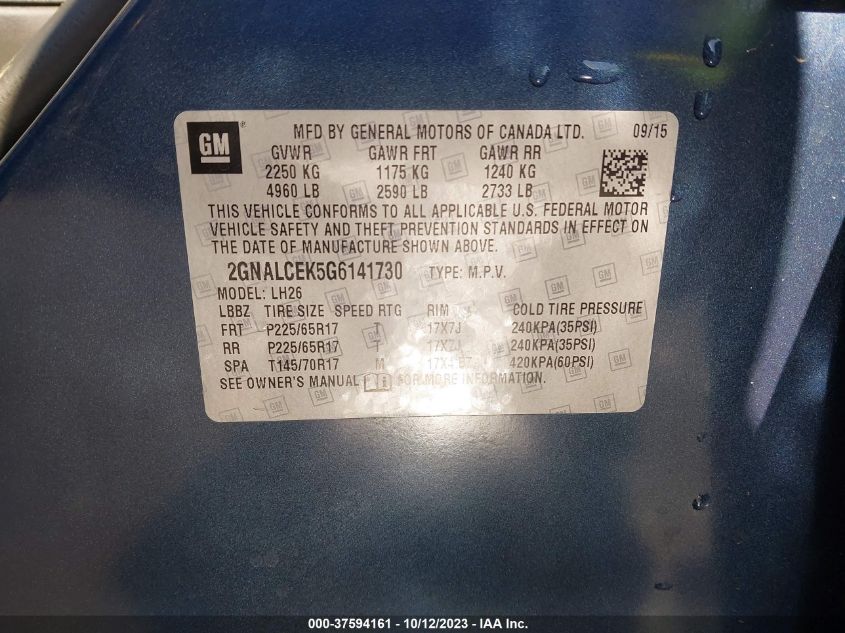 GM MFD BY GENERAL MOTORS OF CANADA LTD. 09/15
GVWR GAWR FRT GAWR RR
2250 KG 1175 KG 1240 KG
4960 LB 2590 LB 2733 LB
THIS VEHICLE CONFORMS TO ALL APPLICABLE U.S. FEDERAL MOTOR
VEHICLE SAFETY AND THEFT PREVENTION STANDARDS IN EFFECT ON
THE DATE OF MANUFACTURE SHOWN ABOVE.
2GNALCEK5G6141730 TYPE: M.P.V.
MODEL: LH26
LBBZ TIRE SIZE SPEED RTG RIM COLD TIRE PRESSURE
FRT P225/65R17 T 17X7J 240KPA(35PSI)
RR P225/65R17 T 17X7J 240KPA(35PSI)
SPA T145/70R17 M 420KPA(60PSI)
SEE OWNER'S MANUAL FOR MORE INFORMATION.
000-37594161 - 10/12/2023 - IAA Inc.